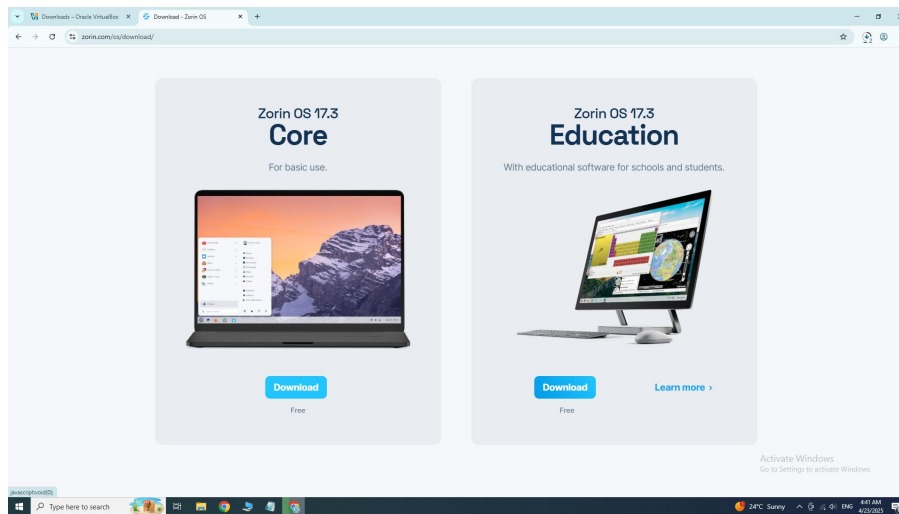 Downloads – Oracle VirtualBox
Download - Zorin OS
zorin.com/os/download/
2
Zorin OS 17.3
Core
For basic use.
Download
Free
Zorin OS 17.3
Education
With educational software for schools and students.
Download
Learn more ›
Free
Activate Windows
Go to Settings to activate Windows.
javascript:void(0);
Type here to search
24°C Sunny
ENG
4:41 AM
4/23/2025